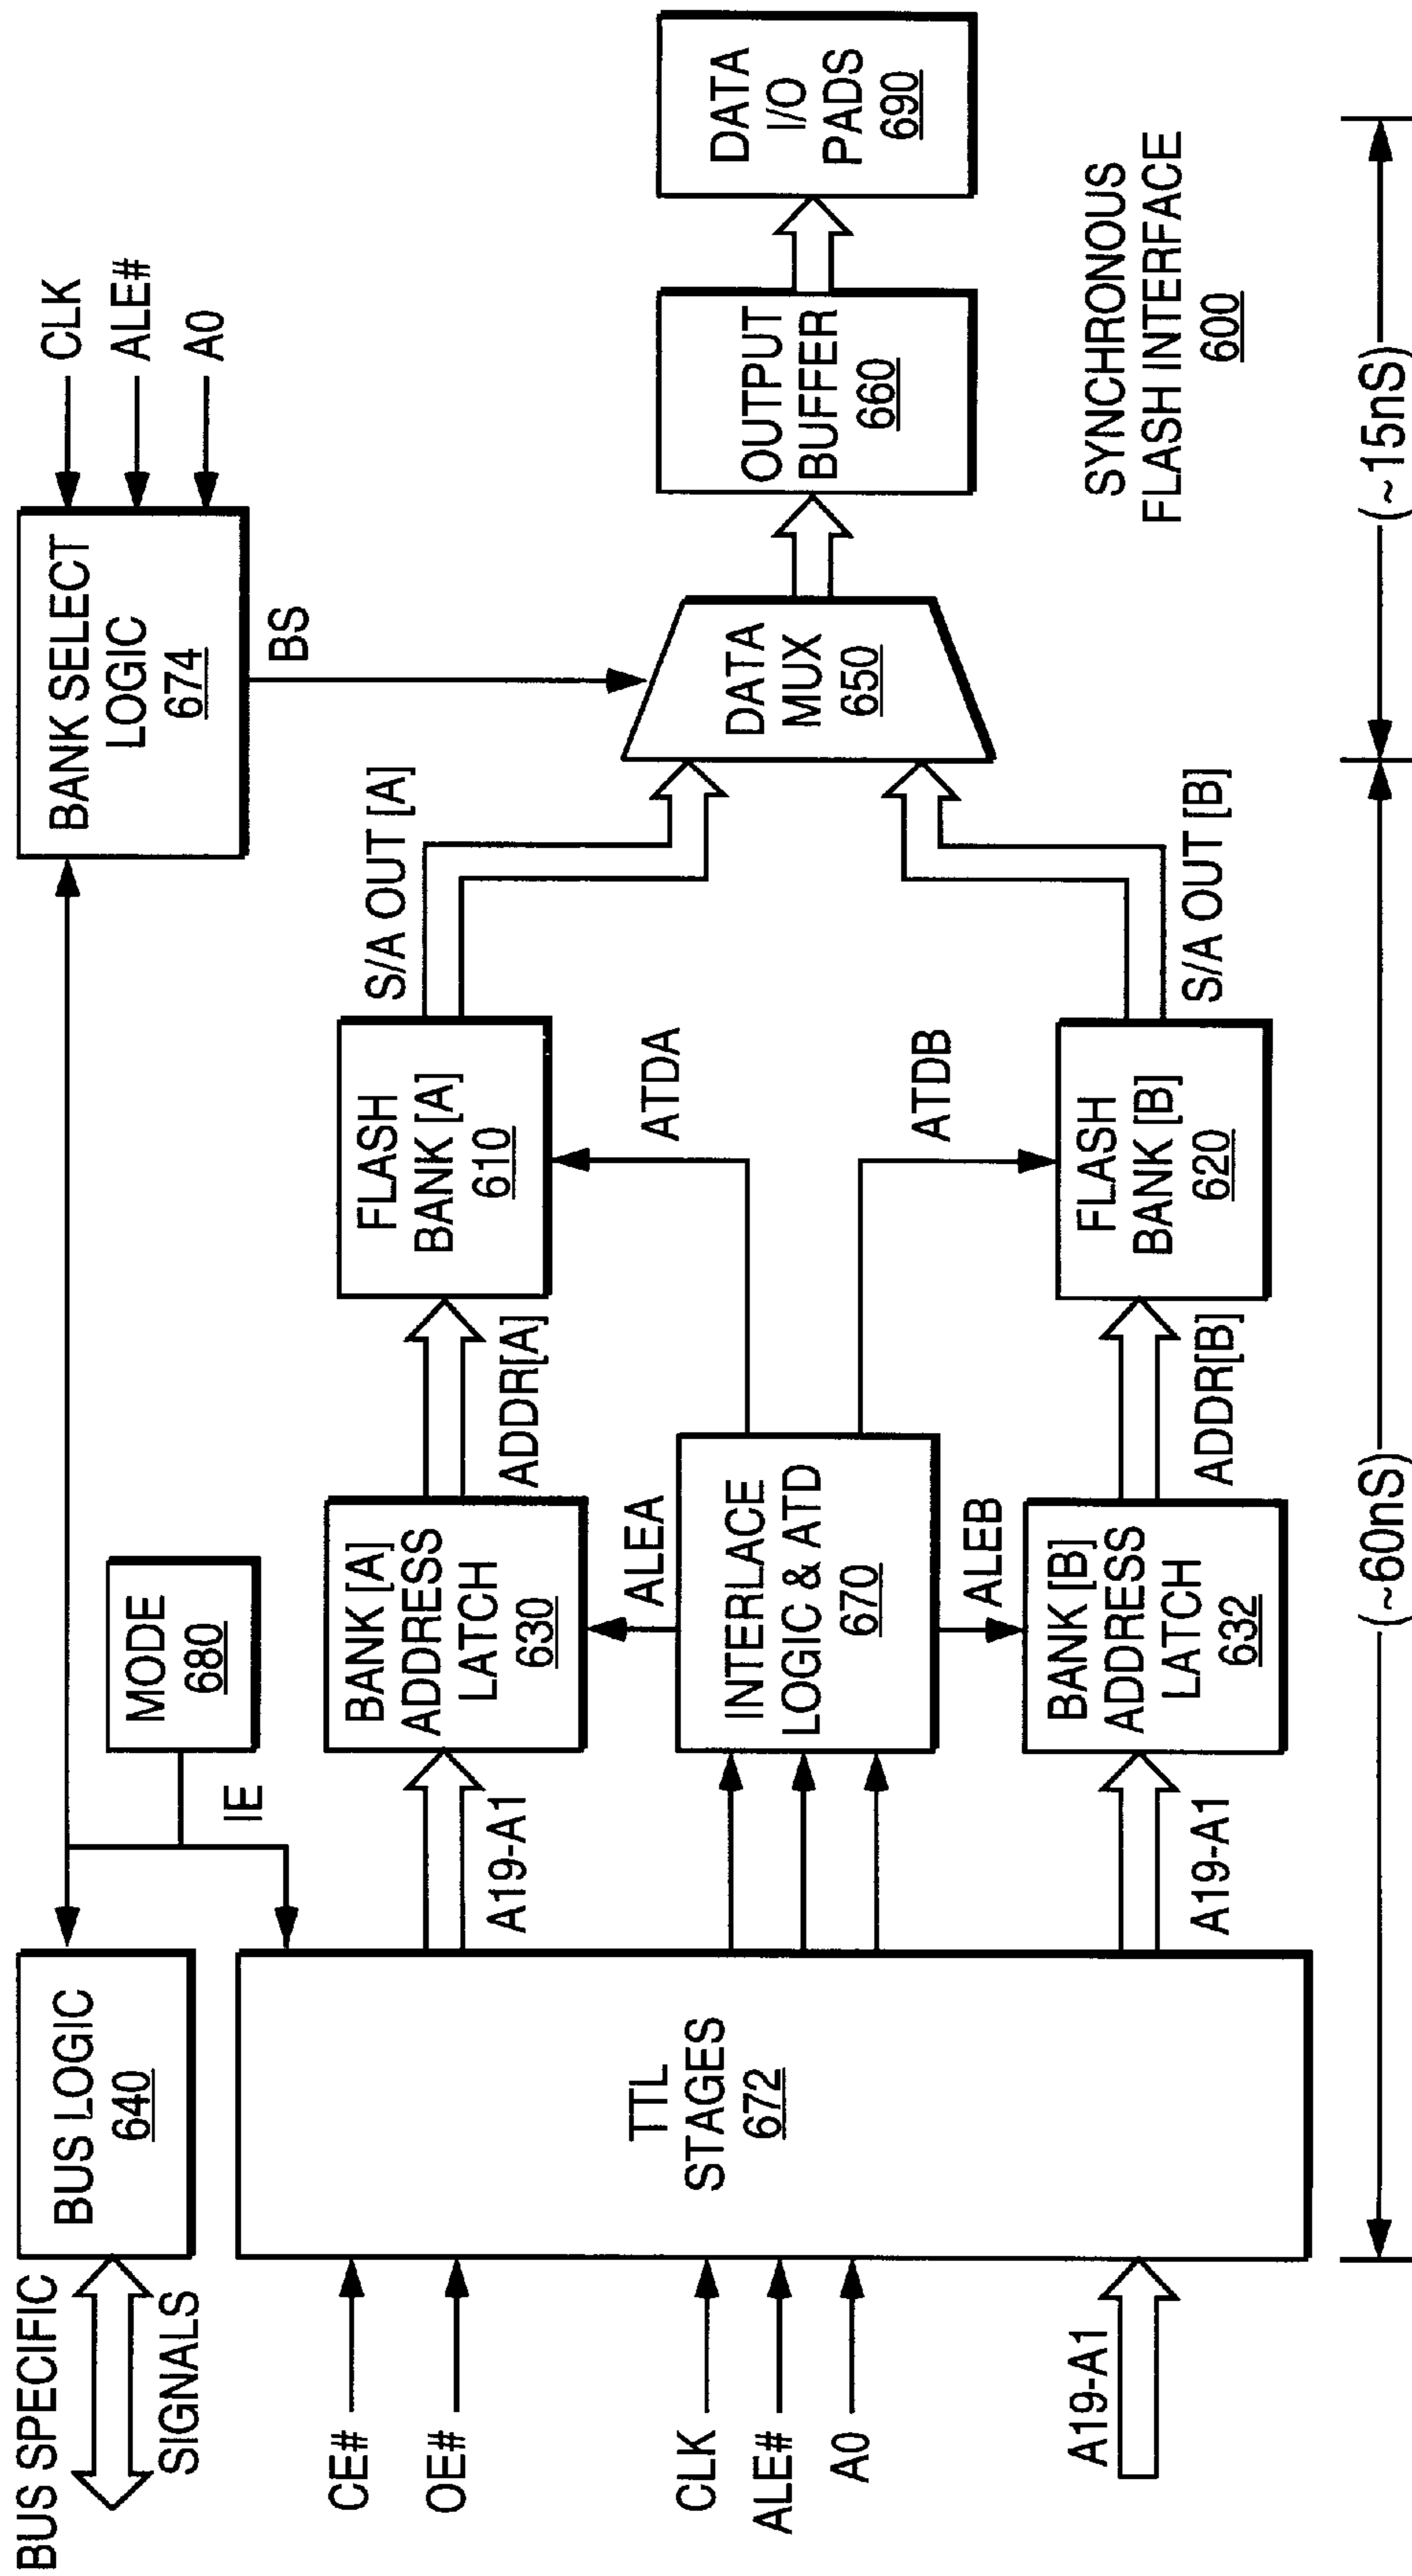 BUS SPECIFIC
SIGNALS
BUS LOGIC
640
MODE
680
IE
BANK SELECT
LOGIC
674
CLK
ALE#
A0
BS
CE#
OE#
CLK
ALE#
A0
A19-A1
TTL
STAGES
672
A19-A1
A19-A1
BANK [A]
ADDRESS
LATCH
630
ALEA
INTERLACE
LOGIC & ATD
670
ALEB
BANK [B]
ADDRESS
LATCH
632
ADDR[A]
ADDR[B]
FLASH
BANK [A]
610
ATDA
ATDB
FLASH
BANK [B]
620
S/A OUT [A]
S/A OUT [B]
DATA
MUX
650
OUTPUT
BUFFER
660
DATA
I/O
PADS
690
SYNCHRONOUS
FLASH INTERFACE
600
(~60nS)
(~15nS)